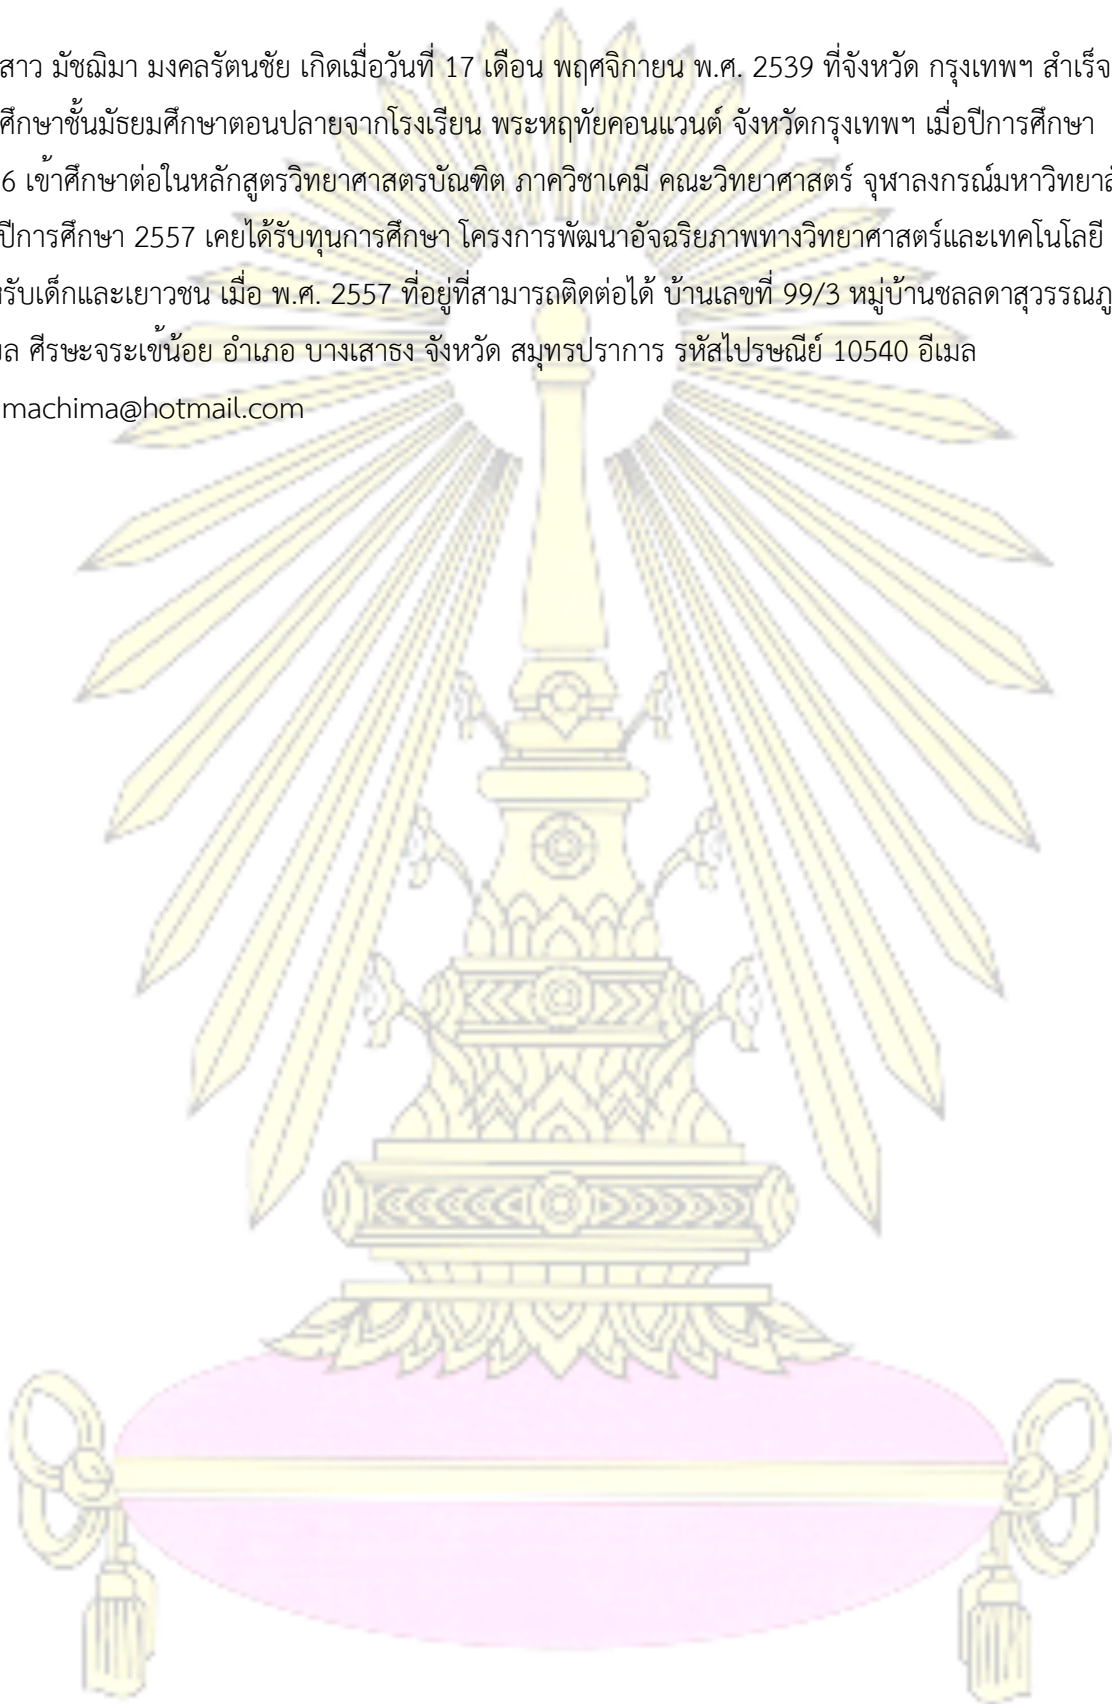 สาว มัชฌิมา มงคลรัตนชัย เกิดเมื่อวันที่ 17 เดือน พฤศจิกายน พ.ศ. 2539 ที่จังหวัด กรุงเทพฯ สำเร็จ
ศึกษาชั้นมัธยมศึกษาตอนปลายจากโรงเรียน พระหฤทัยคอนแวนต์ จังหวัดกรุงเทพฯ เมื่อปีการศึกษา
6 เข้าศึกษาต่อในหลักสูตรวิทยาศาสตรบัณฑิต ภาควิชาเคมี คณะวิทยาศาสตร์ จุฬาลงกรณ์มหาวิทยาล
ปีการศึกษา 2557 เคยได้รับทุนการศึกษา โครงการพัฒนาอัจฉริยภาพทางวิทยาศาสตร์และเทคโนโลยี
รับเด็กและเยาวชน เมื่อ พ.ศ. 2557 ที่อยู่ที่สามารถติดต่อได้ บ้านเลขที่ 99/3 หมู่บ้านชลลดาสุวรรณภู
ล ศีรษะจระเข้น้อย อำเภอ บางเสาธง จังหวัด สมุทรปราการ รหัสไปรษณีย์ 10540 อีเมล
machima@hotmail.com